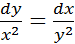 dy/x² = dx/y²